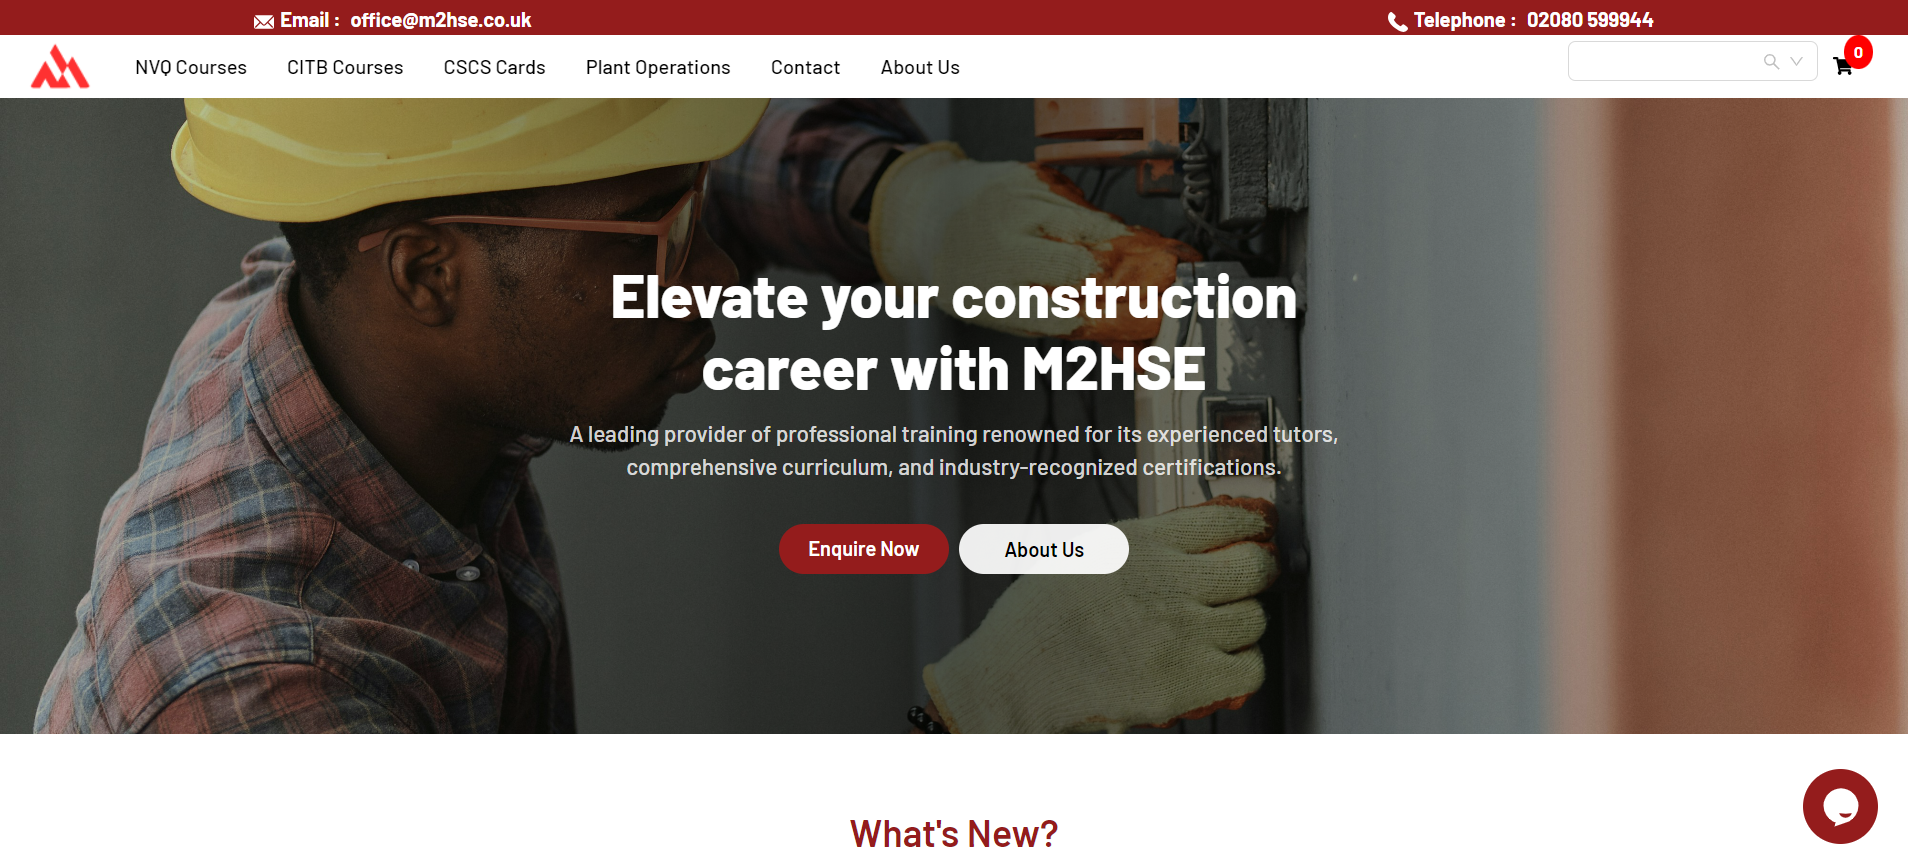 Email : office@m2hse.co.uk
Telephone : 02080 599944
NVQ Courses
CITB Courses
CSCS Cards
Plant Operations
Contact
About Us
0
Elevate your construction
career with M2HSE
A leading provider of professional training renowned for its experienced tutors,
comprehensive curriculum, and industry-recognized certifications.
Enquire Now
About Us
What's New?